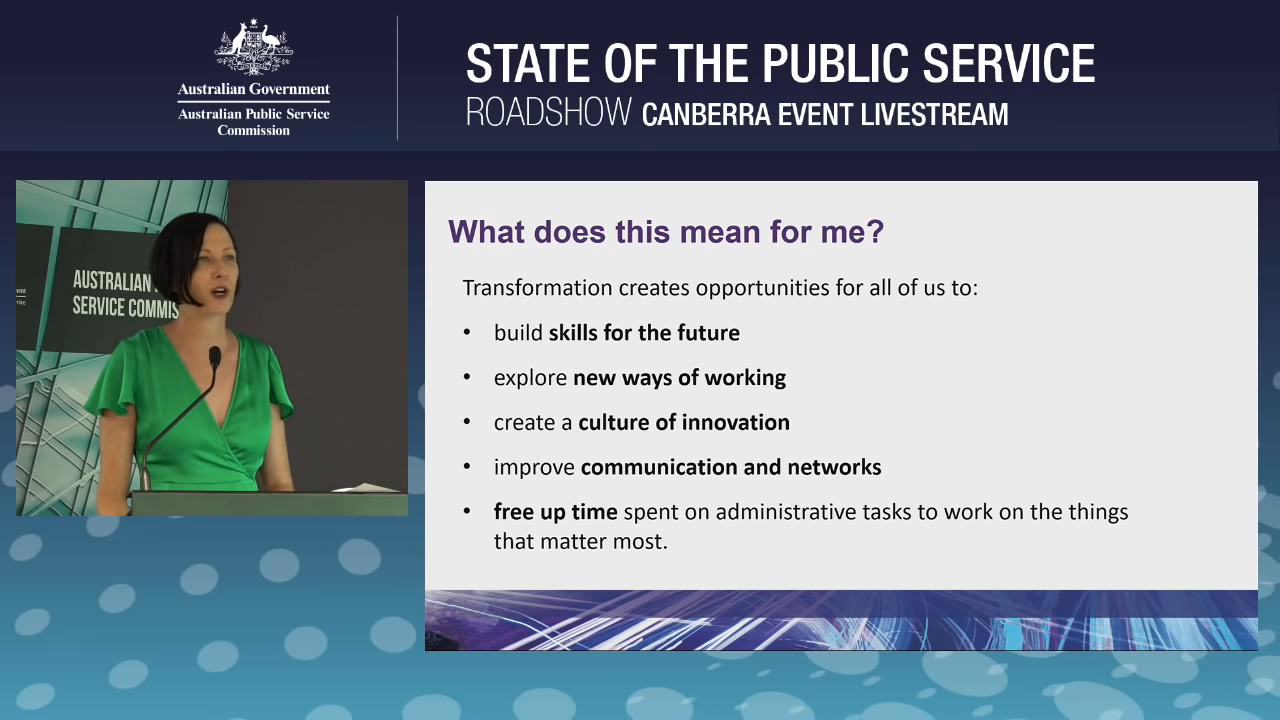 Australian Government
Australian Public Service
Commission
STATE OF THE PUBLIC SERVICE
ROADSHOW CANBERRA EVENT LIVESTREAM
AUSTRALIAN
SERVICE COMMIS
What does this mean for me?
Transformation creates opportunities for all of us to:
• build skills for the future
• explore new ways of working
• create a culture of innovation
• improve communication and networks
• free up time spent on administrative tasks to work on the things
that matter most.